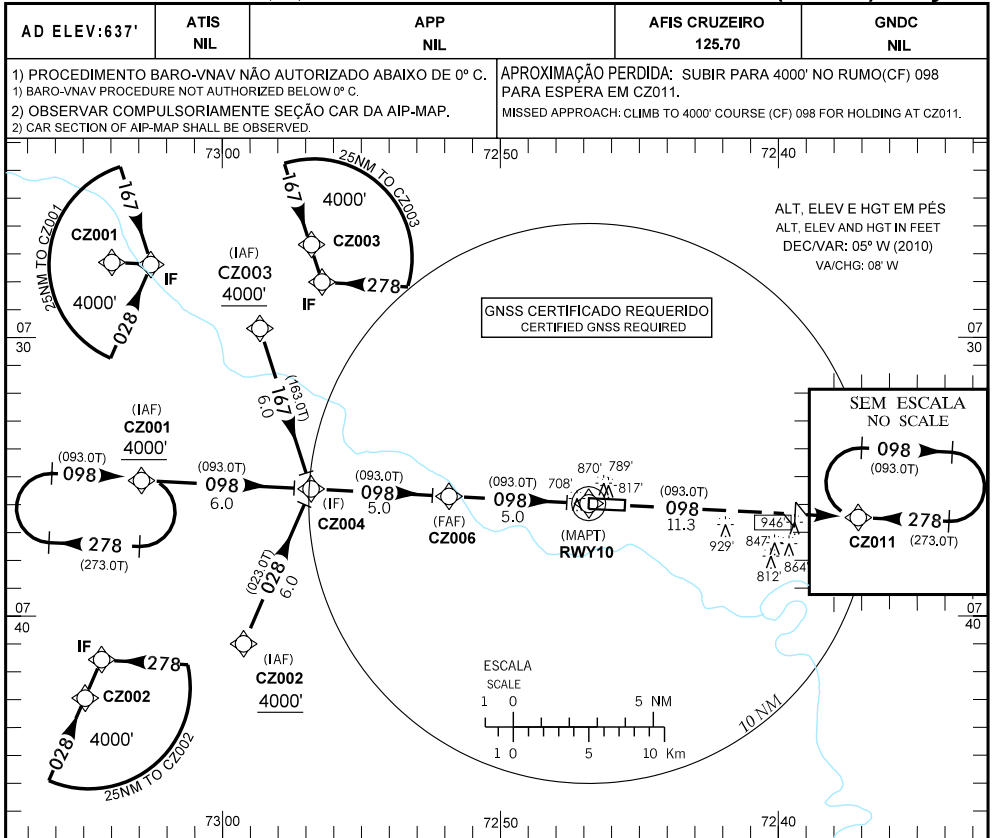 AD ELEV:637'
ATIS
NIL
APP
NIL
AFIS CRUZEIRO
125.70
GNDC
NIL
1) PROCEDIMENTO BARO-VNAV NÃO AUTORIZADO ABAIXO DE 0° C.
1) BARO-VNAV PROCEDURE NOT AUTHORIZED BELOW 0° C.
2) OBSERVAR COMPULSORIAMENTE SEÇÃO CAR DA AIP-MAP.
2) CAR SECTION OF AIP-MAP SHALL BE OBSERVED.
APROXIMAÇÃO PERDIDA: SUBIR PARA 4000' NO RUMO(CF) 098
PARA ESPERA EM CZ011.
MISSED APPROACH: CLIMB TO 4000' COURSE (CF) 098 FOR HOLDING AT CZ011.
73 00
72 50
72 40
25NM TO CZ001
167
CZ001
IF
4000'
028
25NM TO CZ003
167
4000'
CZ003
IF
278
ALT, ELEV E HGT EM PÉS
ALT, ELEV AND HGT IN FEET
DEC/VAR: 05° W (2010)
VA/CHG: 08' W
(IAF)
CZ003
4000'
GNSS CERTIFICADO REQUERIDO
CERTIFIED GNSS REQUIRED
07
30
07
30
(163.0T)
167
6.0
(IAF)
CZ001
4000'
(093.0T)
098
278
(273.0T)
(093.0T)
098
6.0
(IF)
CZ004
(093.0T)
098
5.0
(FAF)
CZ006
(093.0T)
098
5.0
708'
870'
789'
817'
(MAPT)
RWY10
(093.0T)
098
11.3
929'
946'
847'
812'
864'
SEM ESCALA
NO SCALE
098
(093.0T)
278
(273.0T)
CZ011
(023.0T)
028
6.0
(IAF)
CZ002
4000'
07
40
07
40
IF
278
CZ002
028
4000'
25NM TO CZ002
ESCALA
SCALE
1 0 5 NM
1 0 5 10 Km
10 NM
73 00
72 50
72 40